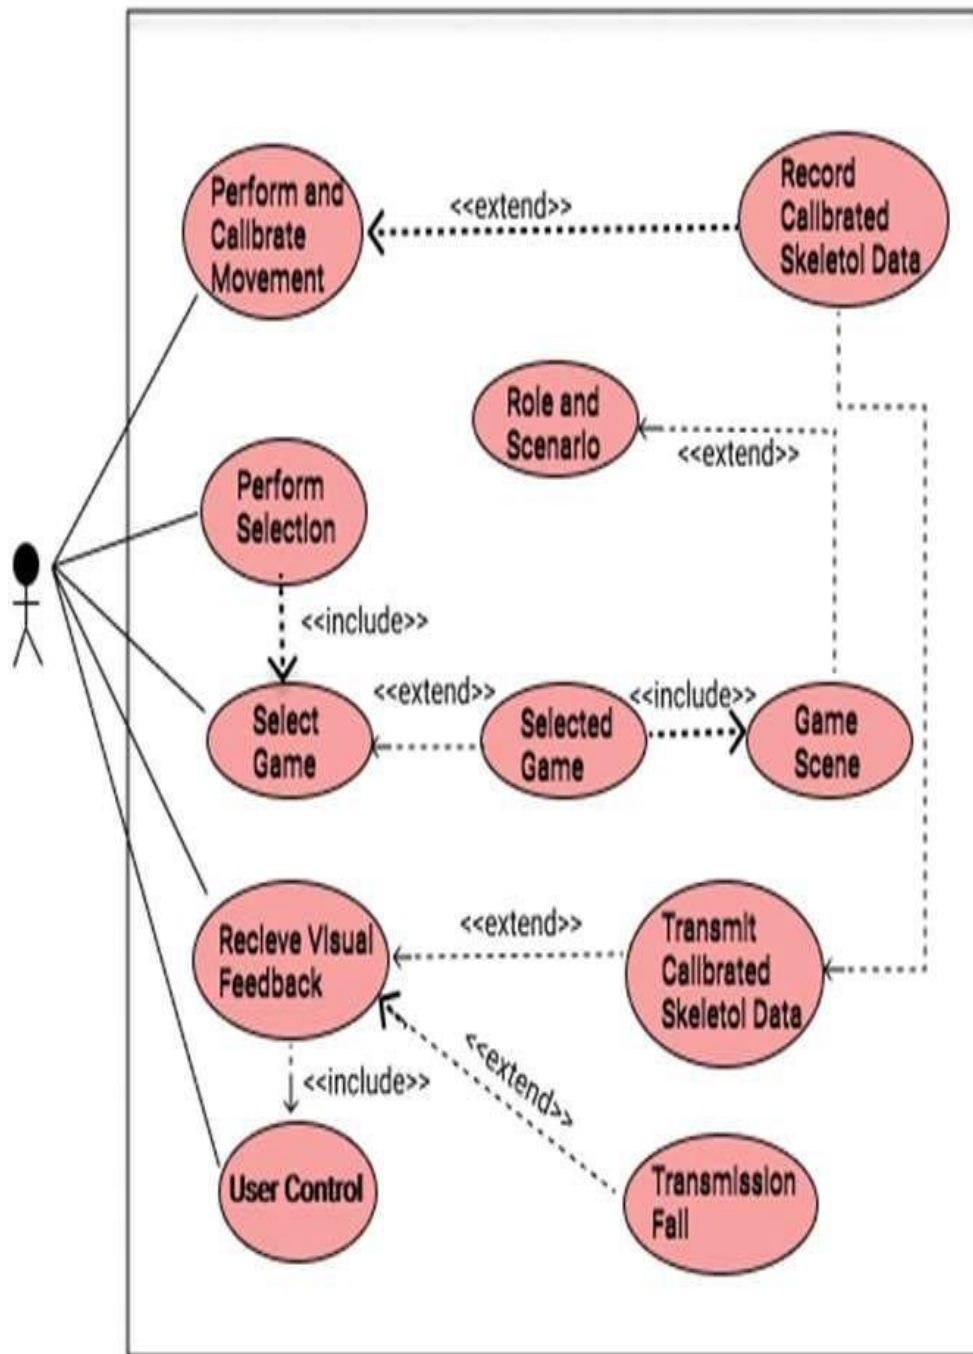 Perform and
Calibrate
Movement
<<extend>>
Record
Calibrated
Skeletol Data
Role and
Scenario
<<extend>>
Perform
Selection
<<include>>
Select
Game
<<extend>>
Selected
Game
<<include>>
Game
Scene
Recieve Visual
Feedback
<<extend>>
Transmit
Calibrated
Skeletol Data
<<include>>
<<extend>>
User Control
Transmission
Fail